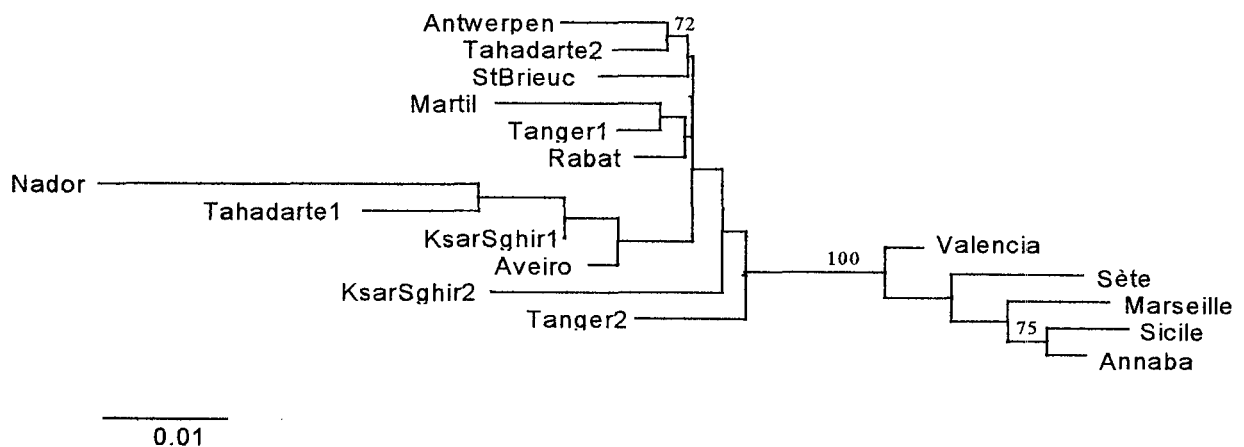 Antwerpen
72
Tahadarte2
StBrieuc
Martil
Tanger1
Rabat
Nador
Tahadarte1
KsarSghir1
Aveiro
KsarSghir2
Tanger2
100
Valencia
Sète
Marseille
75
Sicile
Annaba
0.01